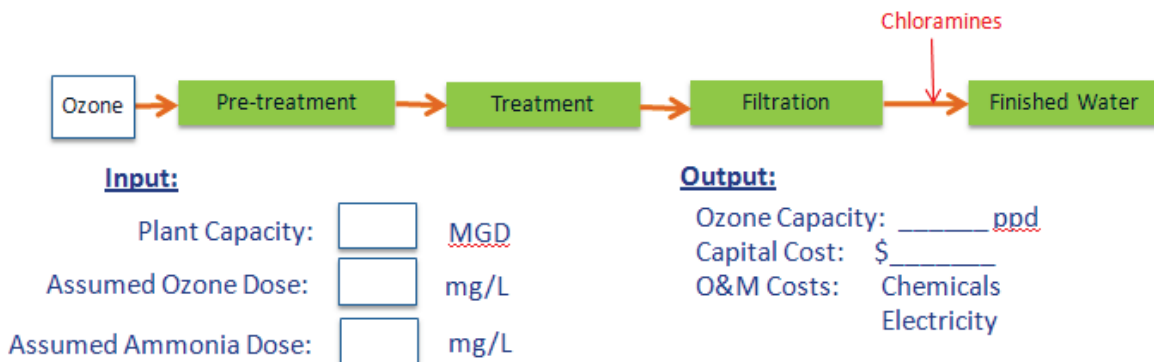 Chloramines
Ozone
Pre-treatment
Treatment
Filtration
Finished Water
Input:
Plant Capacity: MGD
Assumed Ozone Dose: mg/L
Assumed Ammonia Dose: mg/L
Output:
Ozone Capacity: ______ ppd
Capital Cost: $_______
O&M Costs: Chemicals
Electricity